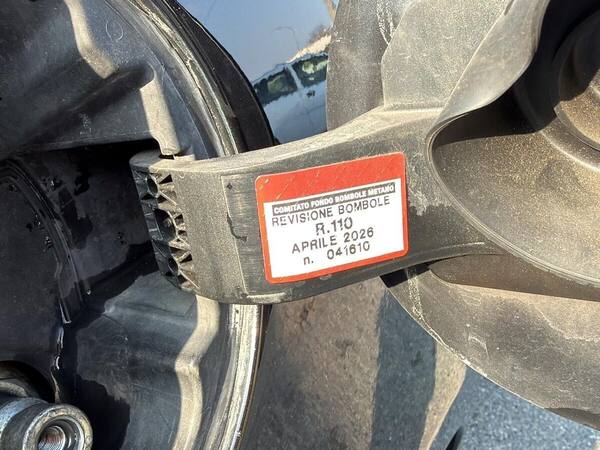 COMITATO FONDO BOMBOLE METANO
REVISIONE BOMBOLE
R.110
APRILE 2026
n. 041610